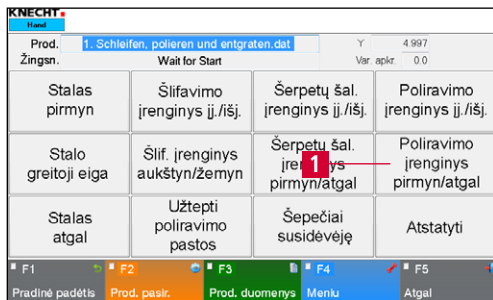 KNECHT
Hand
Prod. 1. Schleifen, polieren und entgraten.dat Y 4.997
Žingsn. Wait for Start Var. apkr. 0.0
Stalas
pirmyn
Šlifavimo
įrenginys įj./išj.
Šerpetų šal.
įrenginys įj./išj.
Poliravimo
įrenginys įj./išj.
Stalo
greitoji eiga
Šlif. įrenginys
aukštyn/žemyn
Šerpetų šal.
pirmyn/atgal
1
Poliravimo
įrenginys
pirmyn/atgal
Stalas
atgal
Užtepti
poliravimo
pastos
Šepečiai
susidėvėję
Atstatyti
F1 F2 F3 F4 F5
Pradinė padėtis Prod. pasir. Prod. duomenys Meniu Atgal